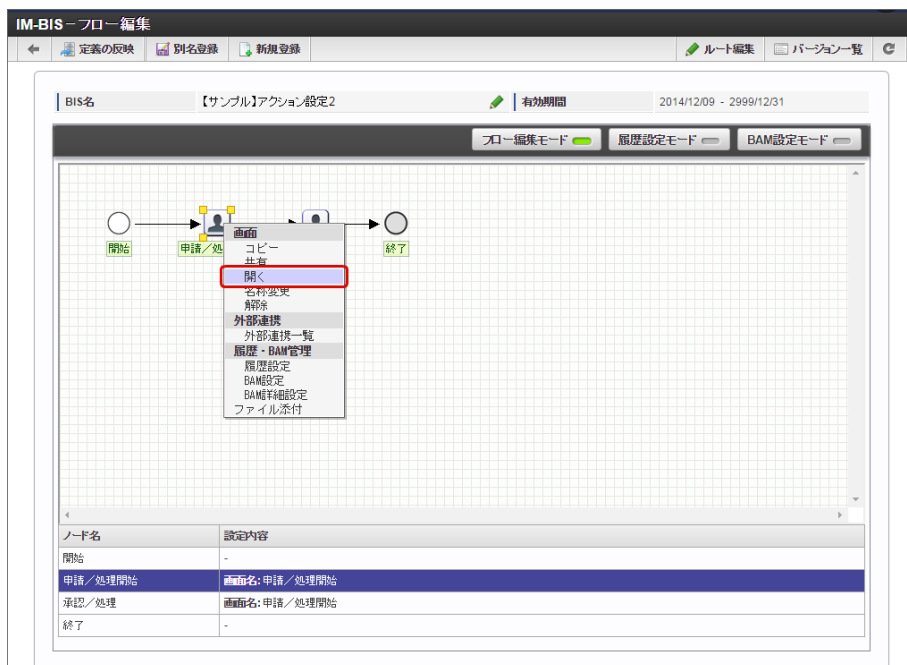 IM-BIS－フロー編集
定義の反映 別名登録 新規登録 ルート編集 バージョン一覧
BIS名 【サンプル】アクション設定2 有効期間 2014/12/09 - 2999/12/31
フロー編集モード 履歴設定モード BAM設定モード
開始 申請／処 終了
画面
コピー
共有
開く
名称変更
解除
外部連携
外部連携一覧
履歴・BAM管理
履歴設定
BAM設定
BAM詳細設定
ファイル添付
ノード名 設定内容
開始 -
申請／処理開始 画面名: 申請／処理開始
承認／処理 画面名: 申請／処理開始
終了 -